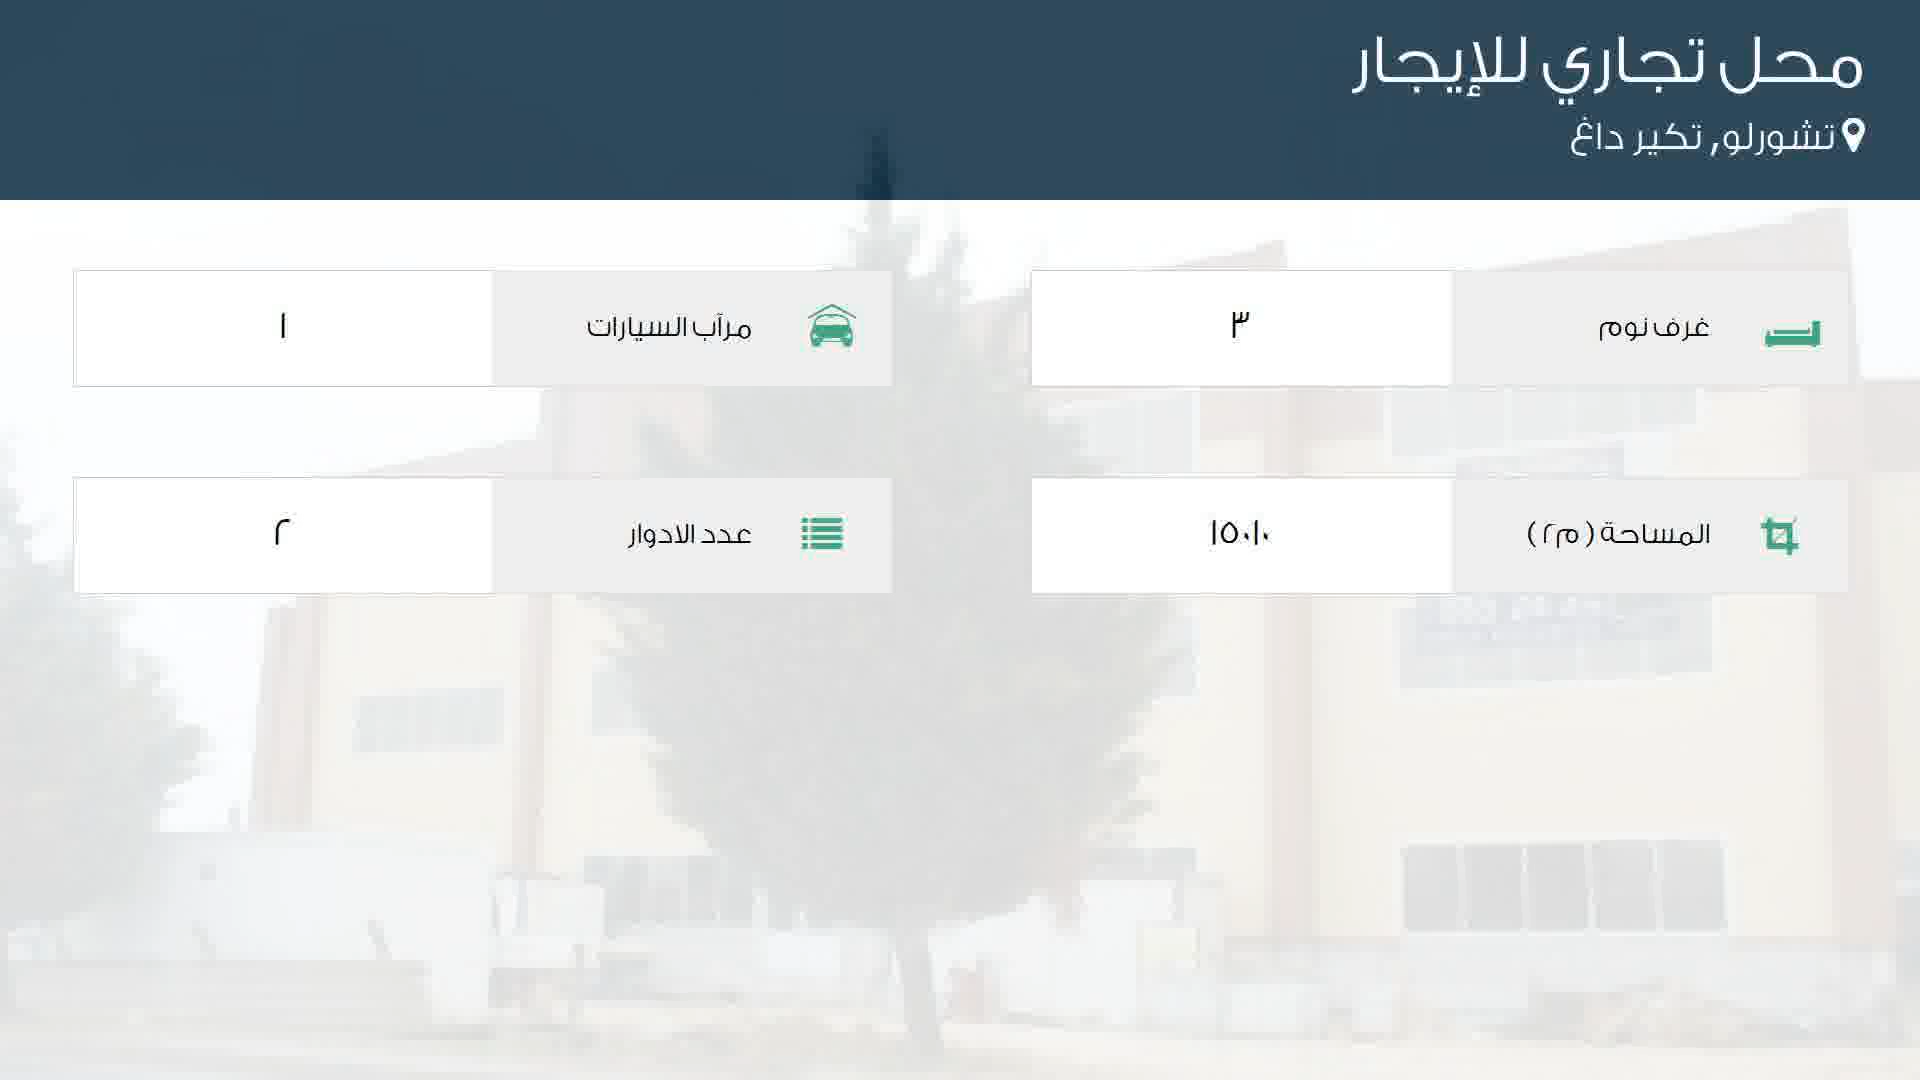 محل تجاري للإيجار
تشورلو, تكير داغ
غرف نوم
٣
مرآب السيارات
١
المساحة (م٢)
١٥٠١٠
عدد الادوار
٢